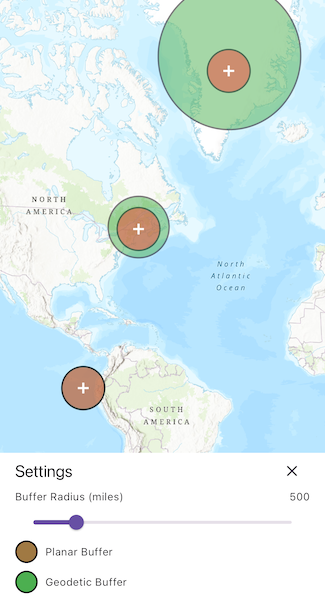 NORTH
AMERICA
North
Atlantic
Ocean
SOUTH
AMERICA
Settings
Buffer Radius (miles) 500
Planar Buffer
Geodetic Buffer